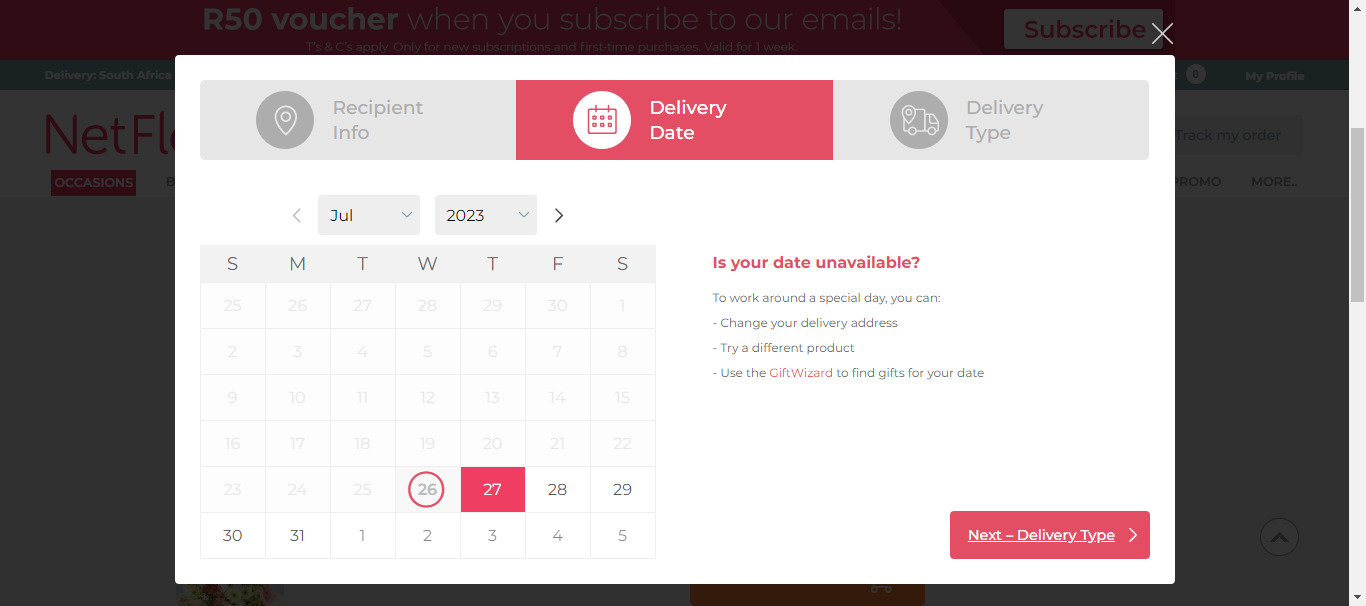 R50 voucher when you subscribe to our emails!
Subscribe
T's & C's apply. Only for new subscriptions and first-time purchases. Valid for 1 week.
Delivery: South Africa
0
My Profile
NetFl
Track my order
OCCASIONS
B
PROMO
MORE..
Recipient
Info
Delivery
Date
Delivery
Type
Jul
2023
S M T W T F S
25 26 27 28 29 30 1
2 3 4 5 6 7 8
9 10 11 12 13 14 15
16 17 18 19 20 21 22
23 24 25 26 27 28 29
30 31 1 2 3 4 5
Is your date unavailable?
To work around a special day, you can:
- Change your delivery address
- Try a different product
- Use the GiftWizard to find gifts for your date
Next – Delivery Type